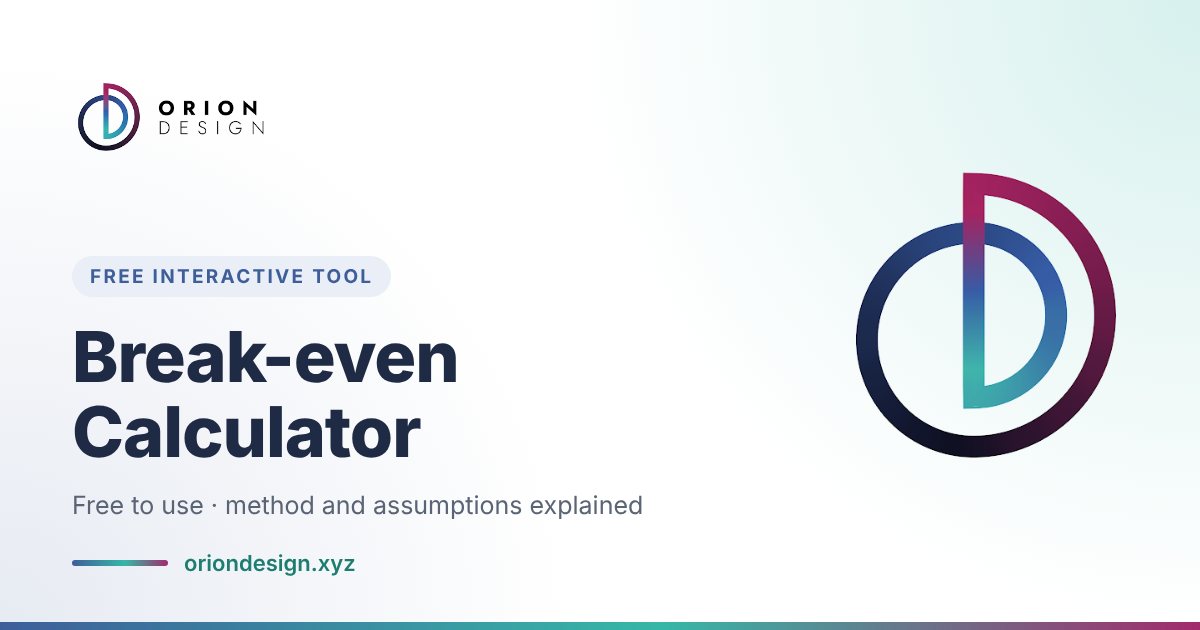 ORION
DESIGN
FREE INTERACTIVE TOOL
Break-even
Calculator
Free to use · method and assumptions explained
oriondesign.xyz